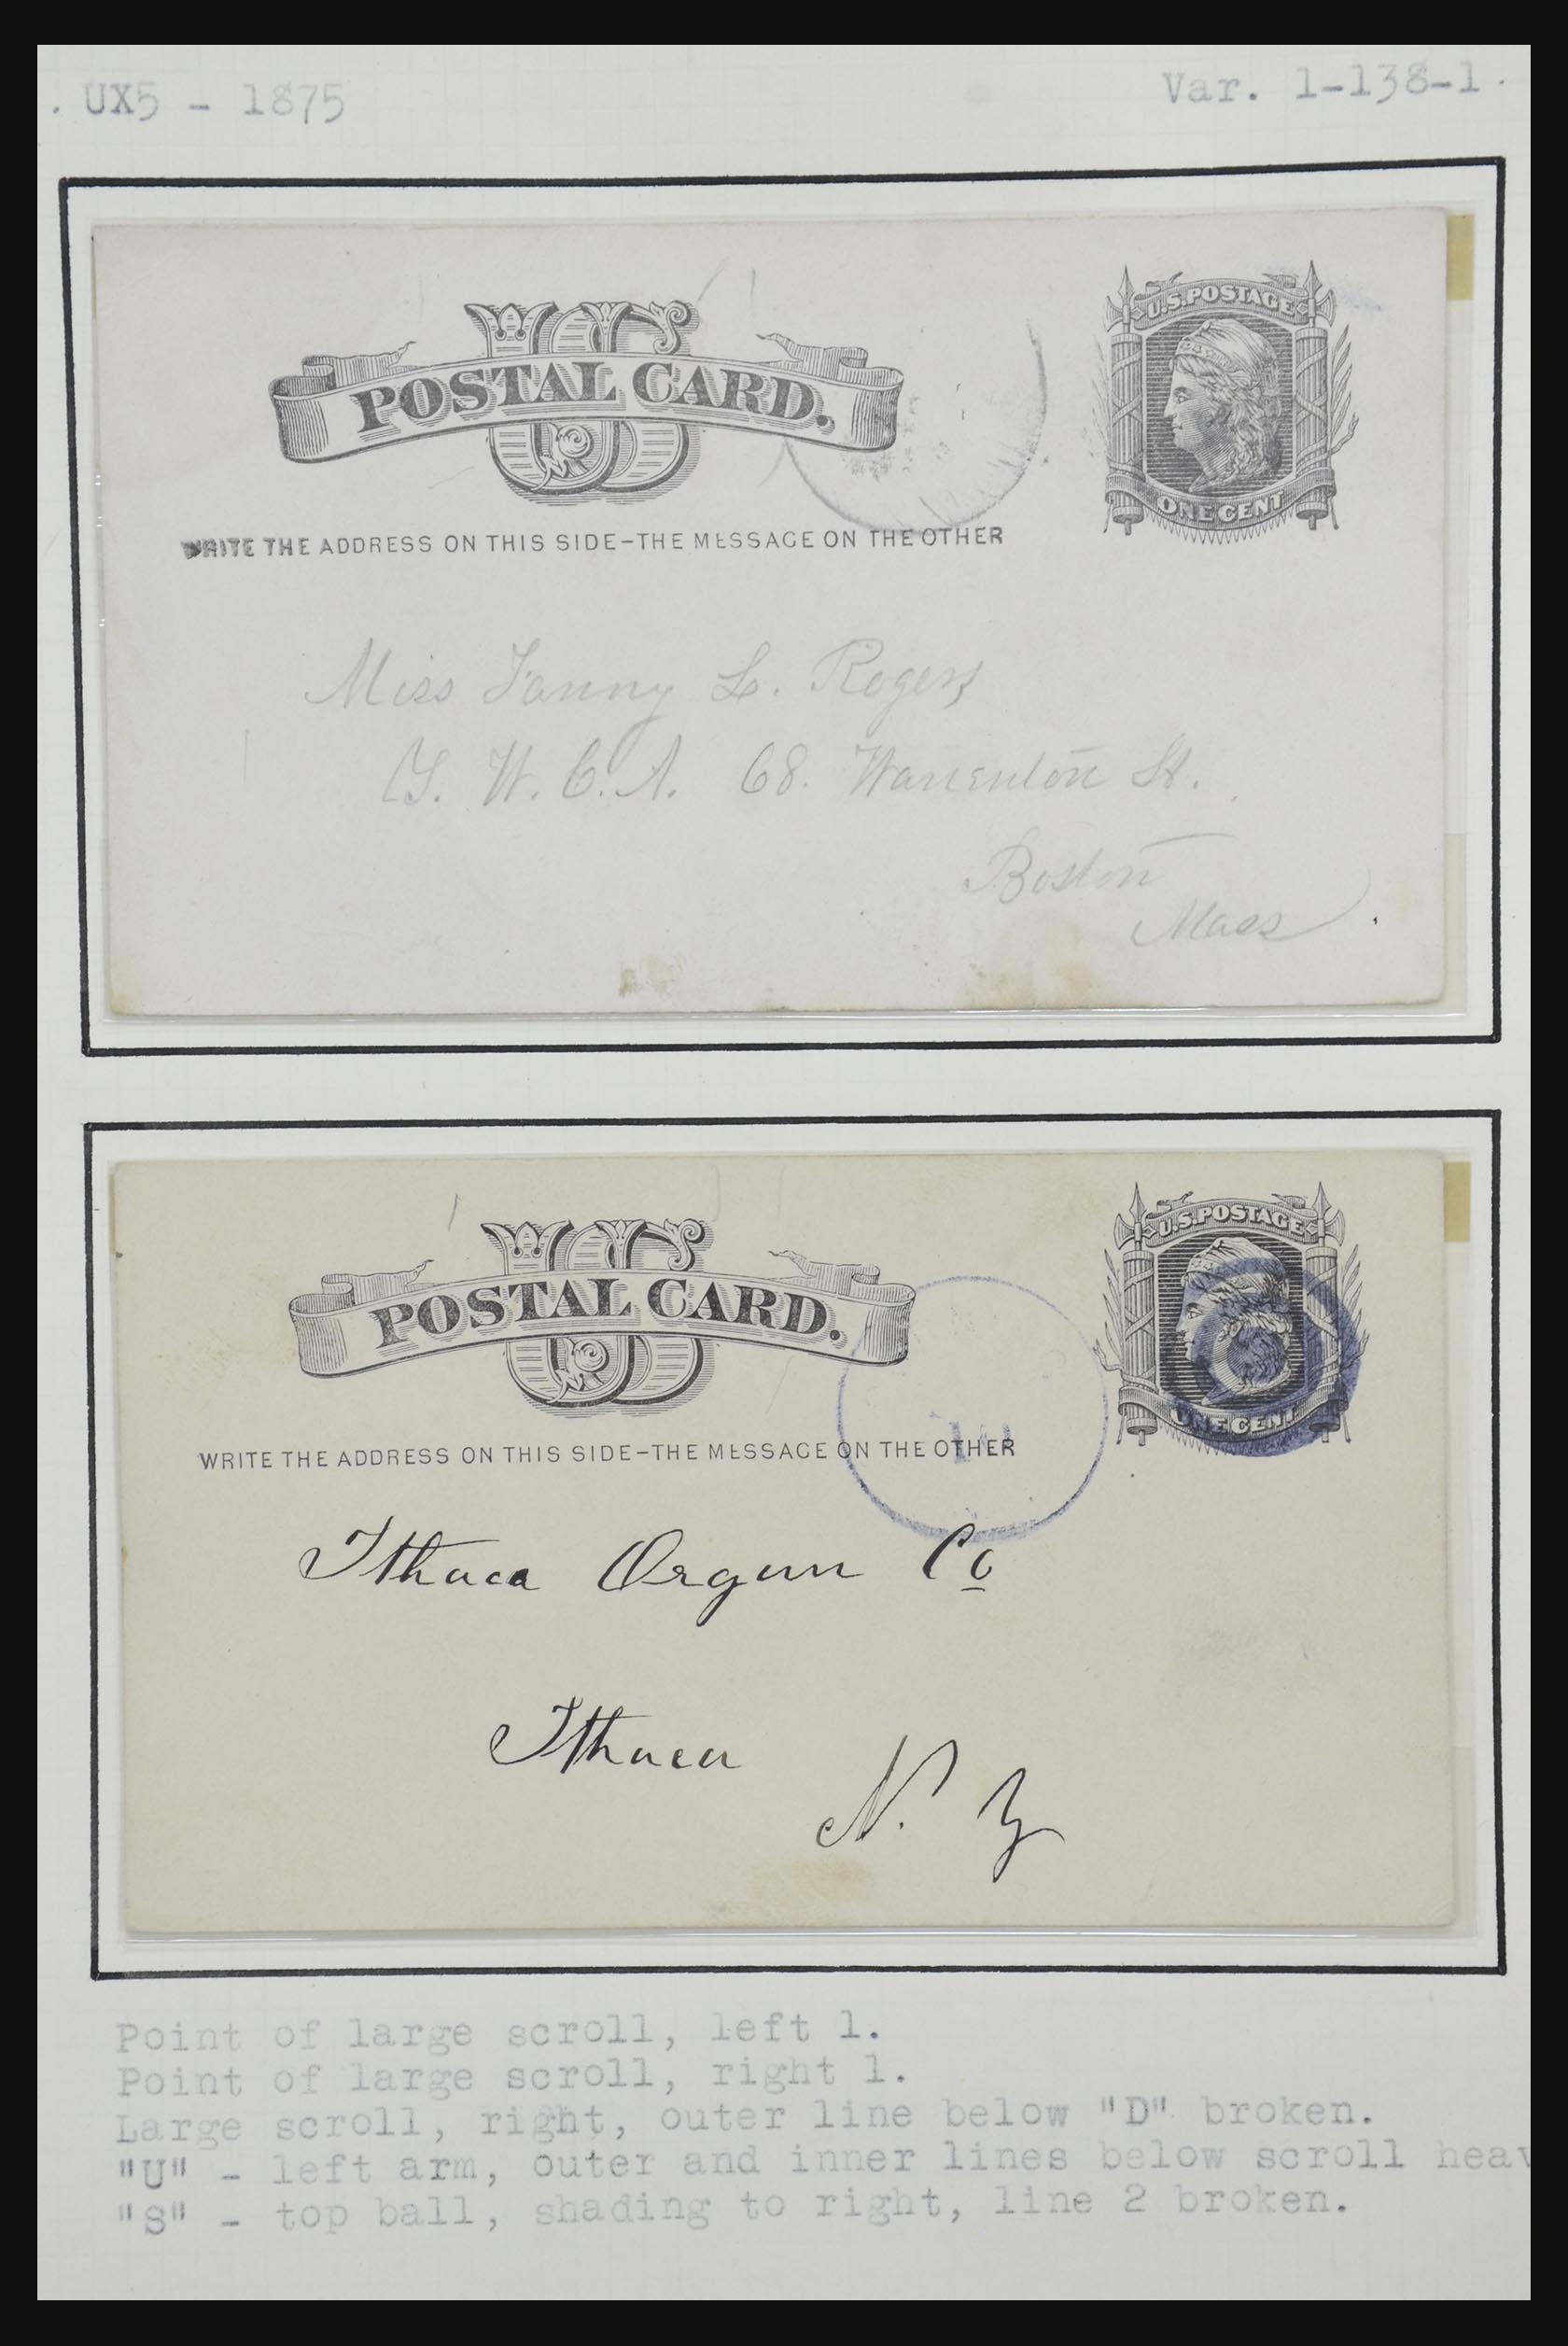 UX5 - 1875
Var. 1-138-1
U.S. POSTAGE
US
POSTAL CARD.
ONE CENT
WRITE THE ADDRESS ON THIS SIDE–THE MESSAGE ON THE OTHER
Miss Fanny L. Rogers
Y. W. C. A. 68. Warrenton St.
Boston
Mass
U.S. POSTAGE
US
POSTAL CARD.
ONE CENT
WRITE THE ADDRESS ON THIS SIDE–THE MESSAGE ON THE OTHER
Ithaca Organ Co
Ithaca
N. Y
Point of large scroll, left 1.
Point of large scroll, right 1.
Large scroll, right, outer line below "D" broken.
"U" - left arm, outer and inner lines below scroll heav
"S" - top ball, shading to right, line 2 broken.